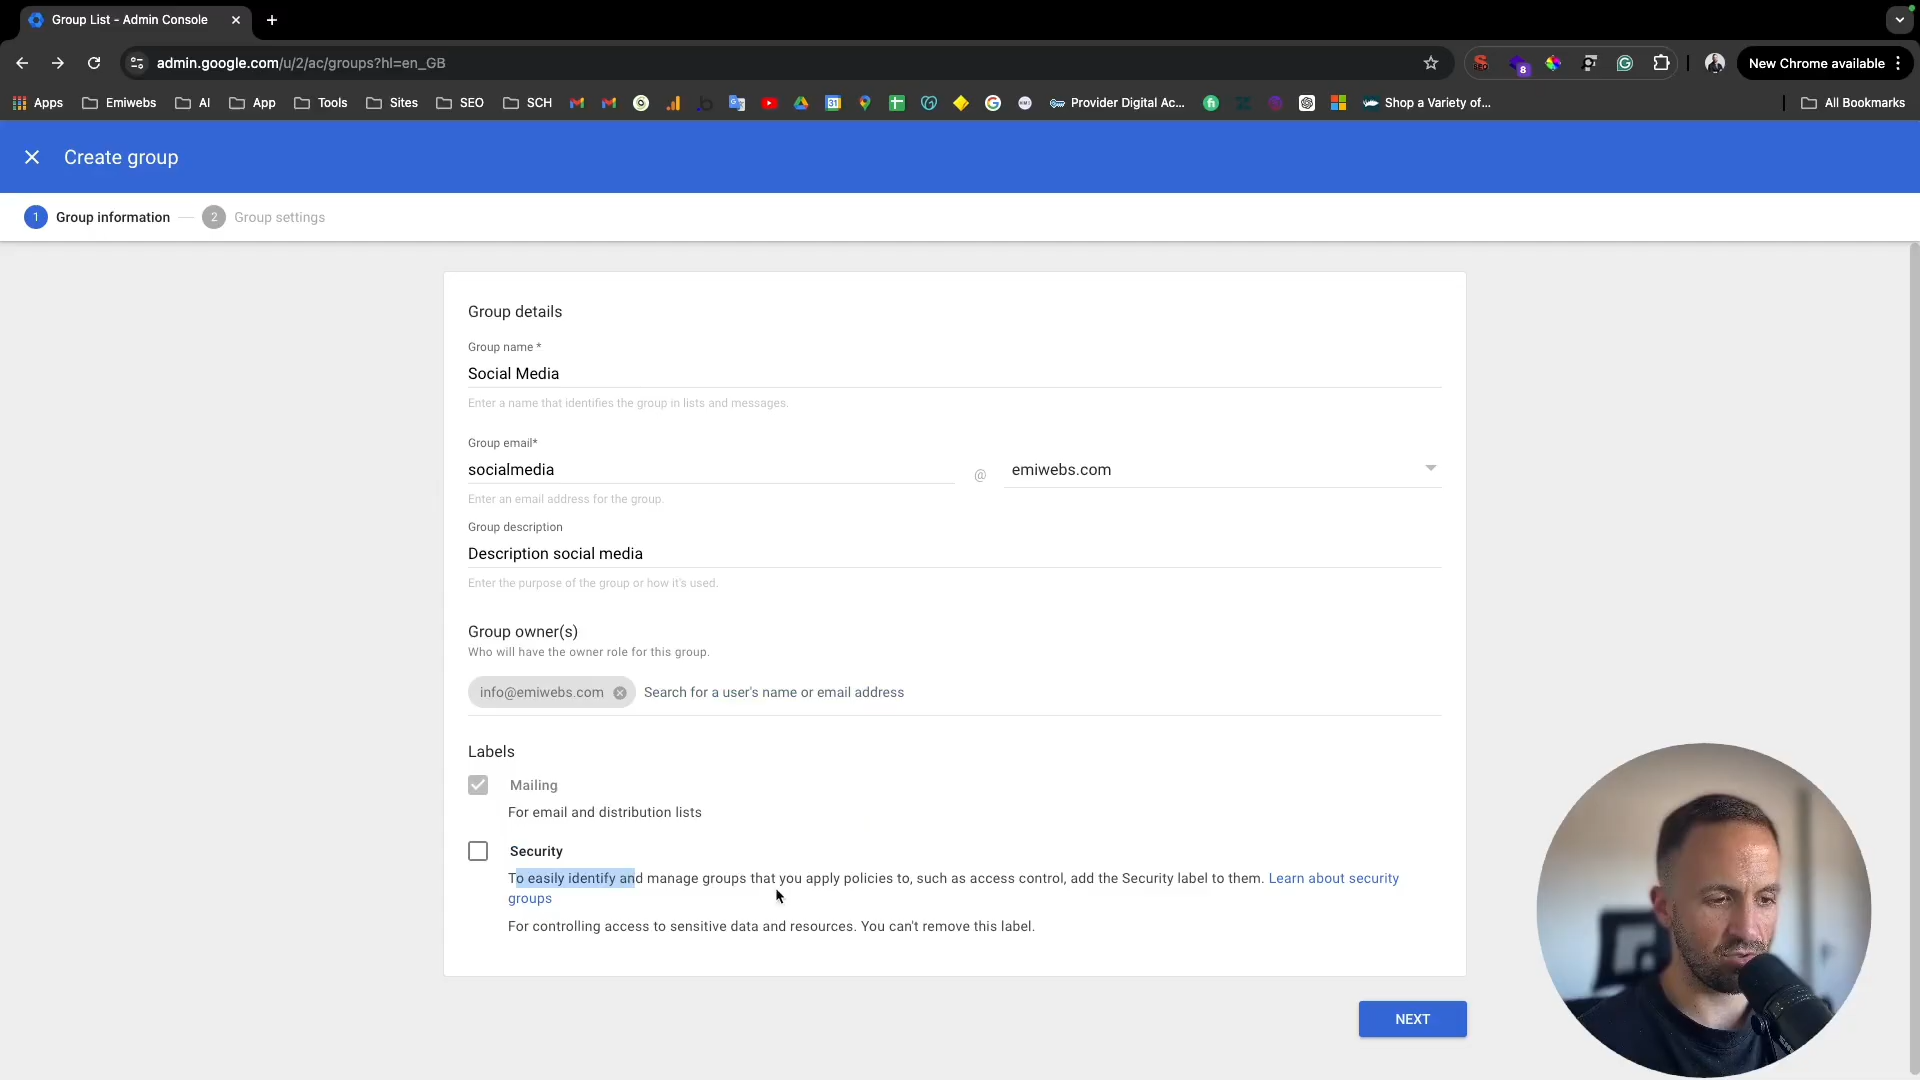 Group List - Admin Console
admin.google.com/u/2/ac/groups?hl=en_GB
SEO
8
New Chrome available
Apps
Emiwebs
AI
App
Tools
Sites
SEO
SCH
31
Provider Digital Ac...
Shop a Variety of...
All Bookmarks
Create group
1 Group information
2 Group settings
Group details
Group name *
Social Media
Enter a name that identifies the group in lists and messages.
Group email*
socialmedia @ emiwebs.com
Enter an email address for the group.
Group description
Description social media
Enter the purpose of the group or how it's used.
Group owner(s)
Who will have the owner role for this group.
info@emiwebs.com Search for a user's name or email address
Labels
Mailing
For email and distribution lists
Security
To easily identify and manage groups that you apply policies to, such as access control, add the Security label to them. Learn about security
groups
For controlling access to sensitive data and resources. You can't remove this label.
NEXT